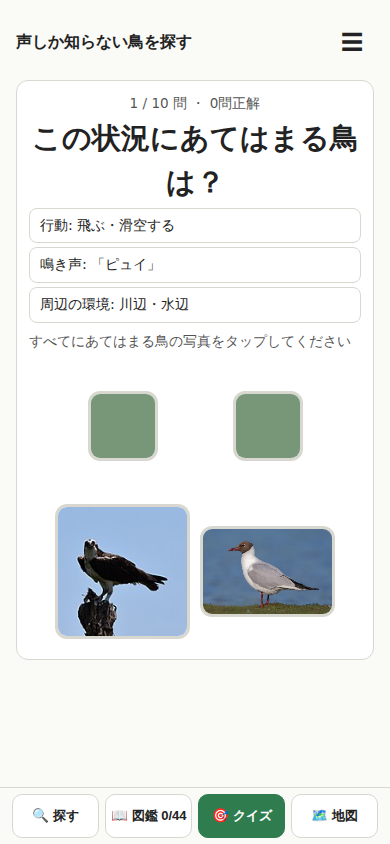 声しか知らない鳥を探す
☰
1 / 10 問 ・ 0問正解
この状況にあてはまる鳥
は？
行動: 飛ぶ・滑空する
鳴き声: 「ピュイ」
周辺の環境: 川辺・水辺
すべてにあてはまる鳥の写真をタップしてください
🔍 探す
📖 図鑑 0/44
🎯 クイズ
🗺️ 地図